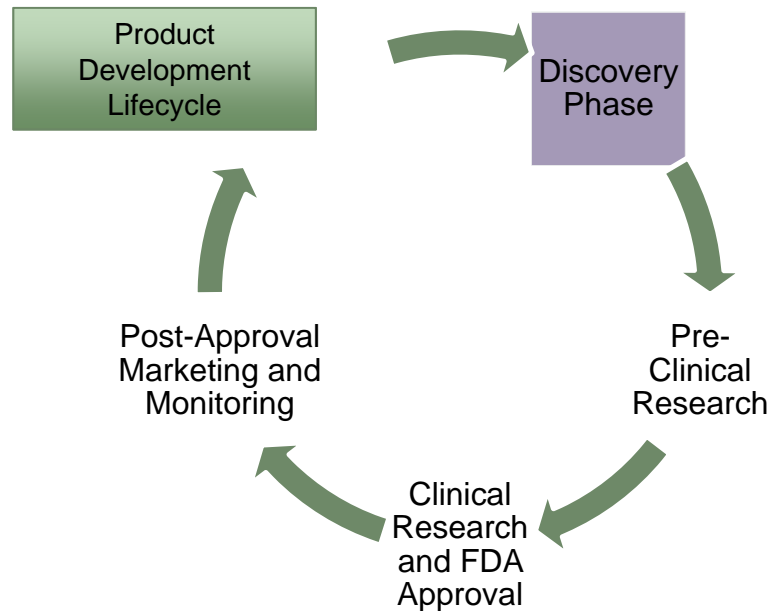 Product
Development
Lifecycle
Discovery
Phase
Pre-
Clinical
Research
Clinical
Research
and FDA
Approval
Post-Approval
Marketing and
Monitoring